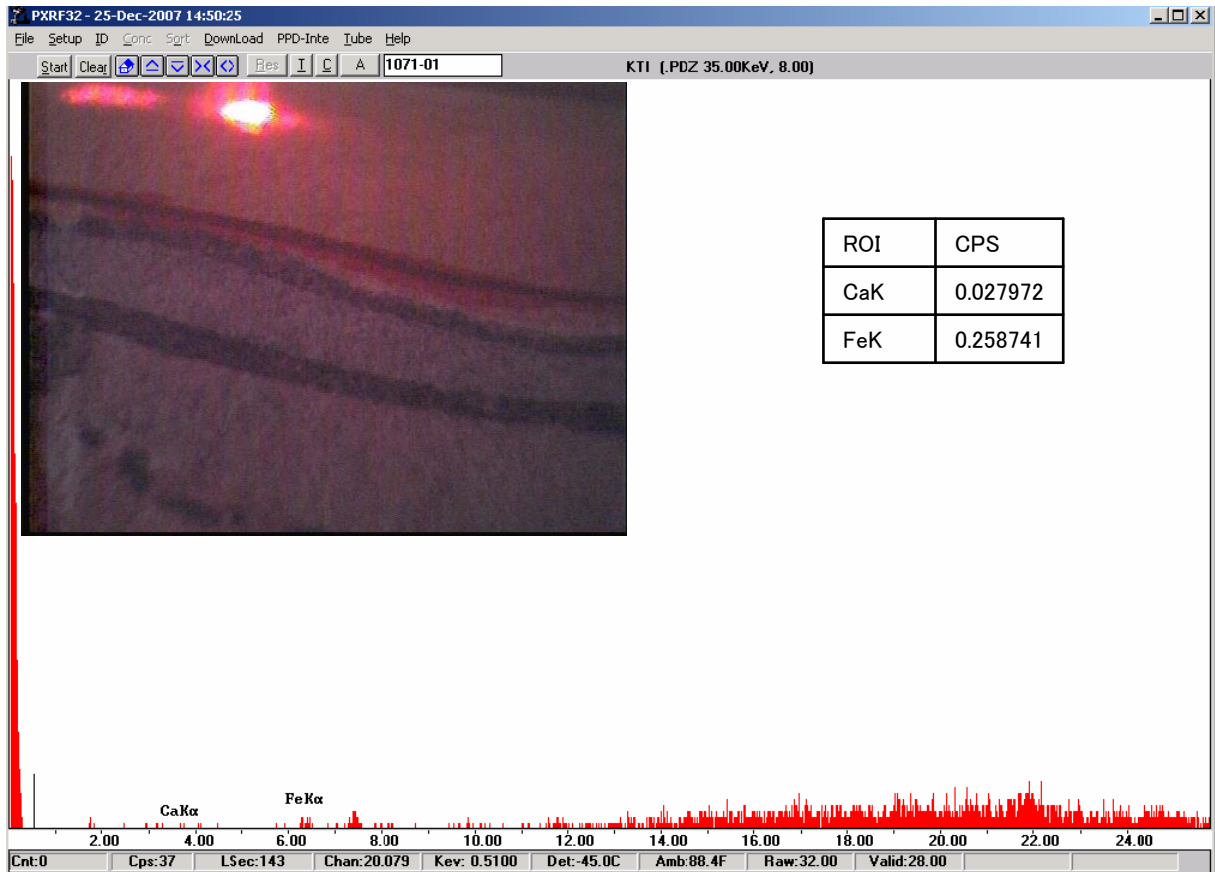 PXRF32 - 25-Dec-2007 14:50:25
File Setup ID Conc Sort DownLoad PPD-Inte Tube Help
Start Clear Res I C A 1071-01 KTI (.PDZ 35.00KeV, 8.00)
ROI CPS
CaK 0.027972
FeK 0.258741
CaKα FeKα
2.00 4.00 6.00 8.00 10.00 12.00 14.00 16.00 18.00 20.00 22.00 24.00
Cnt:0 Cps:37 LSec:143 Chan:20.079 Kev: 0.5100 Det:-45.0C Amb:88.4F Raw:32.00 Valid:28.00